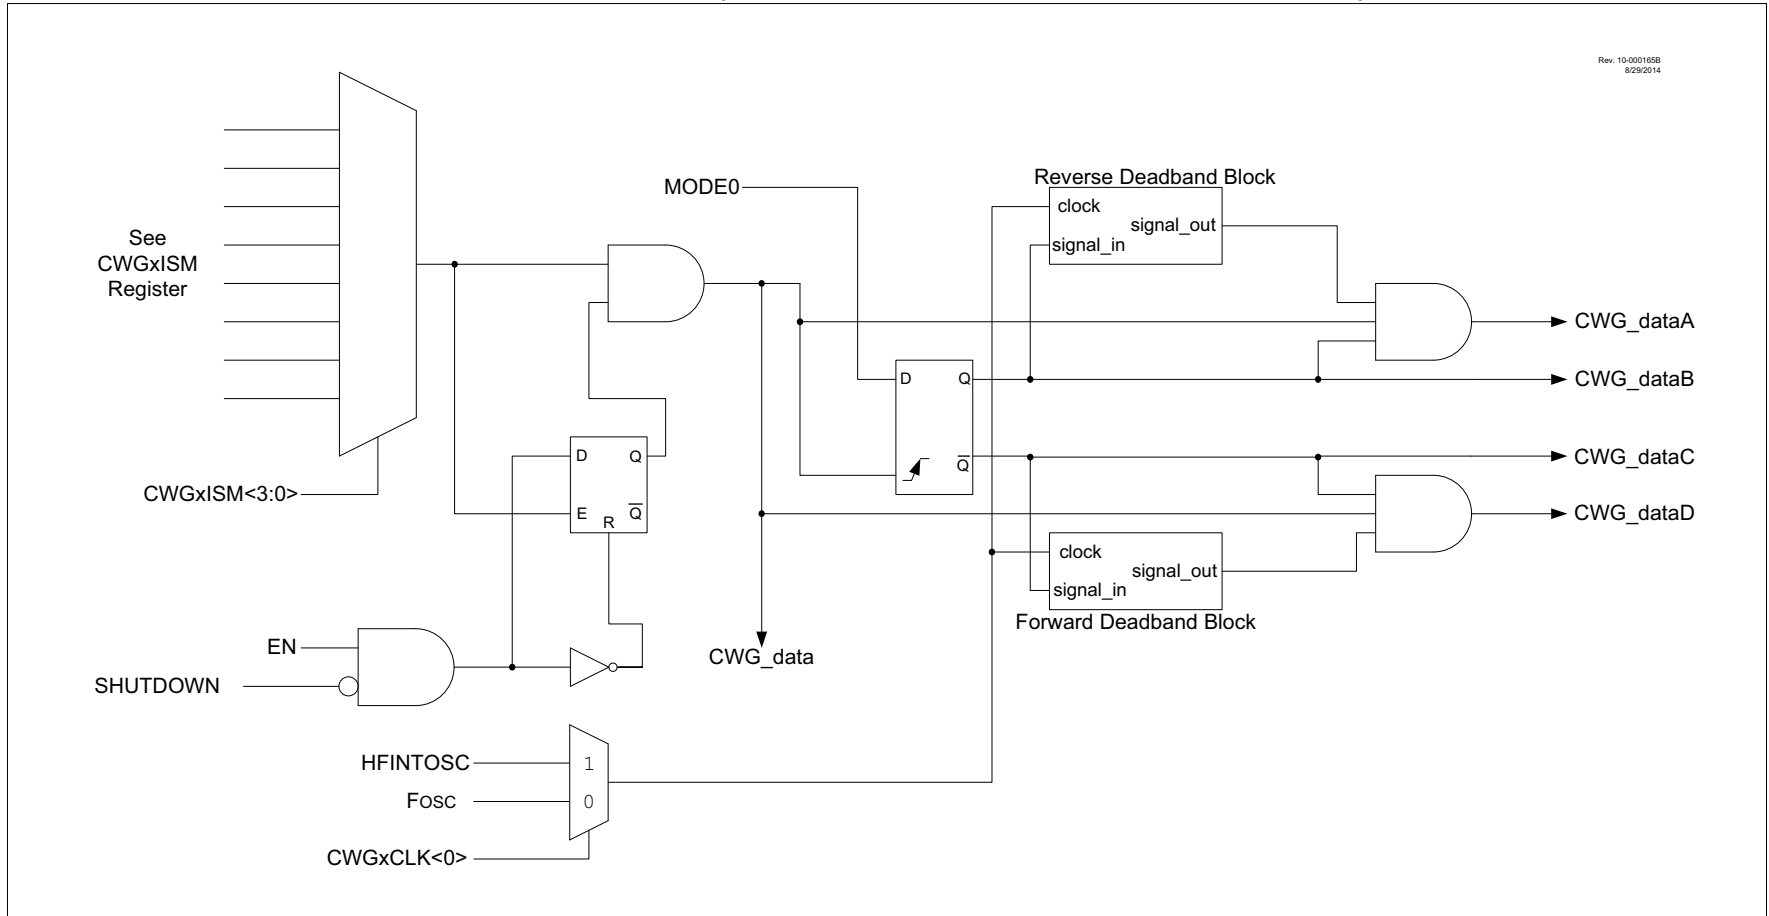 Rev. 10-000165B
8/29/2014
See
CWGxISM
Register
CWGxISM<3:0>
MODE0
Reverse Deadband Block
clock
signal_out
signal_in
CWG_dataA
D
Q
CWG_dataB
Q
CWG_dataC
D
Q
E
R
Q
CWG_dataD
clock
signal_out
signal_in
Forward Deadband Block
EN
SHUTDOWN
CWG_data
HFINTOSC
1
FOSC
0
CWGxCLK<0>